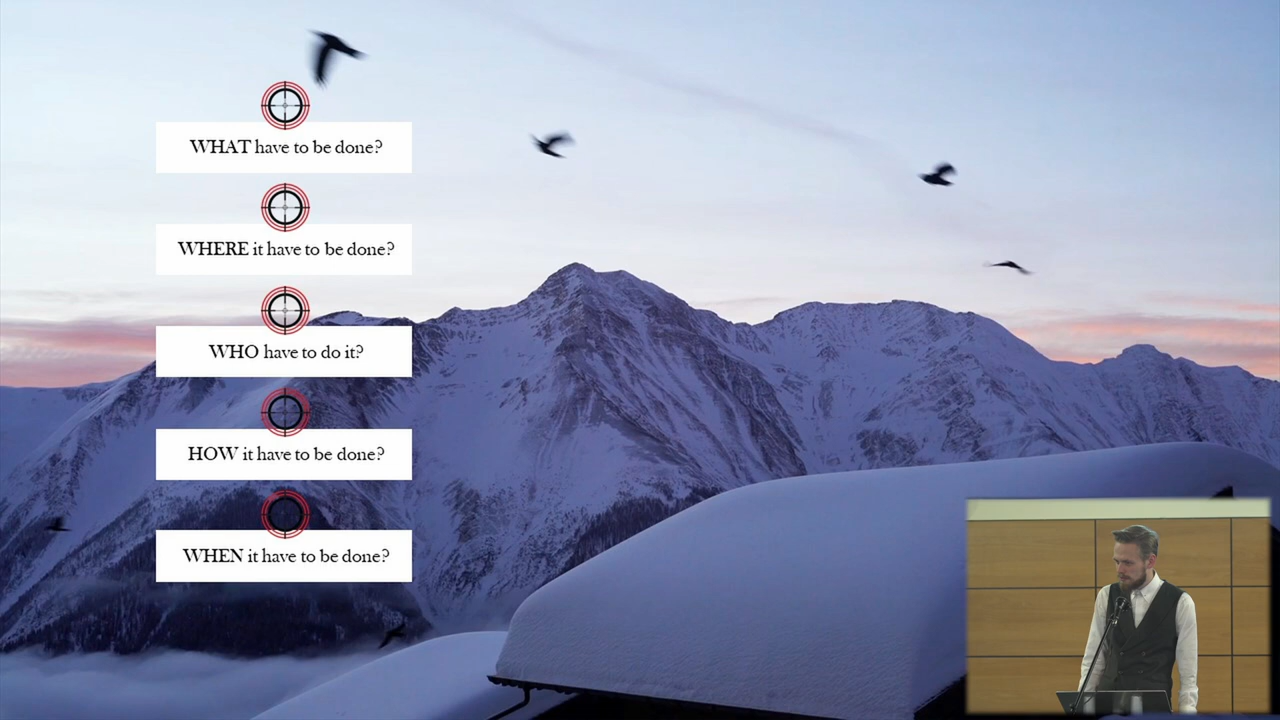 WHAT have to be done?
WHERE it have to be done?
WHO have to do it?
HOW it have to be done?
WHEN it have to be done?